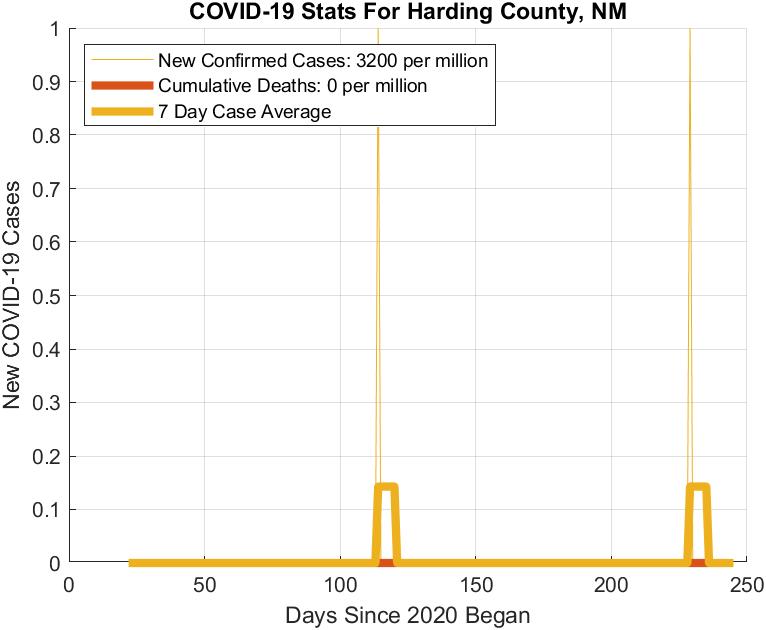 COVID-19 Stats For Harding County, NM
1
New Confirmed Cases: 3200 per million
0.9
Cumulative Deaths: 0 per million
7 Day Case Average
0.8
0.7
0.6
0.5
0.4
0.3
0.2
0.1
0
New COVID-19 Cases
0 50 100 150 200 250
Days Since 2020 Began